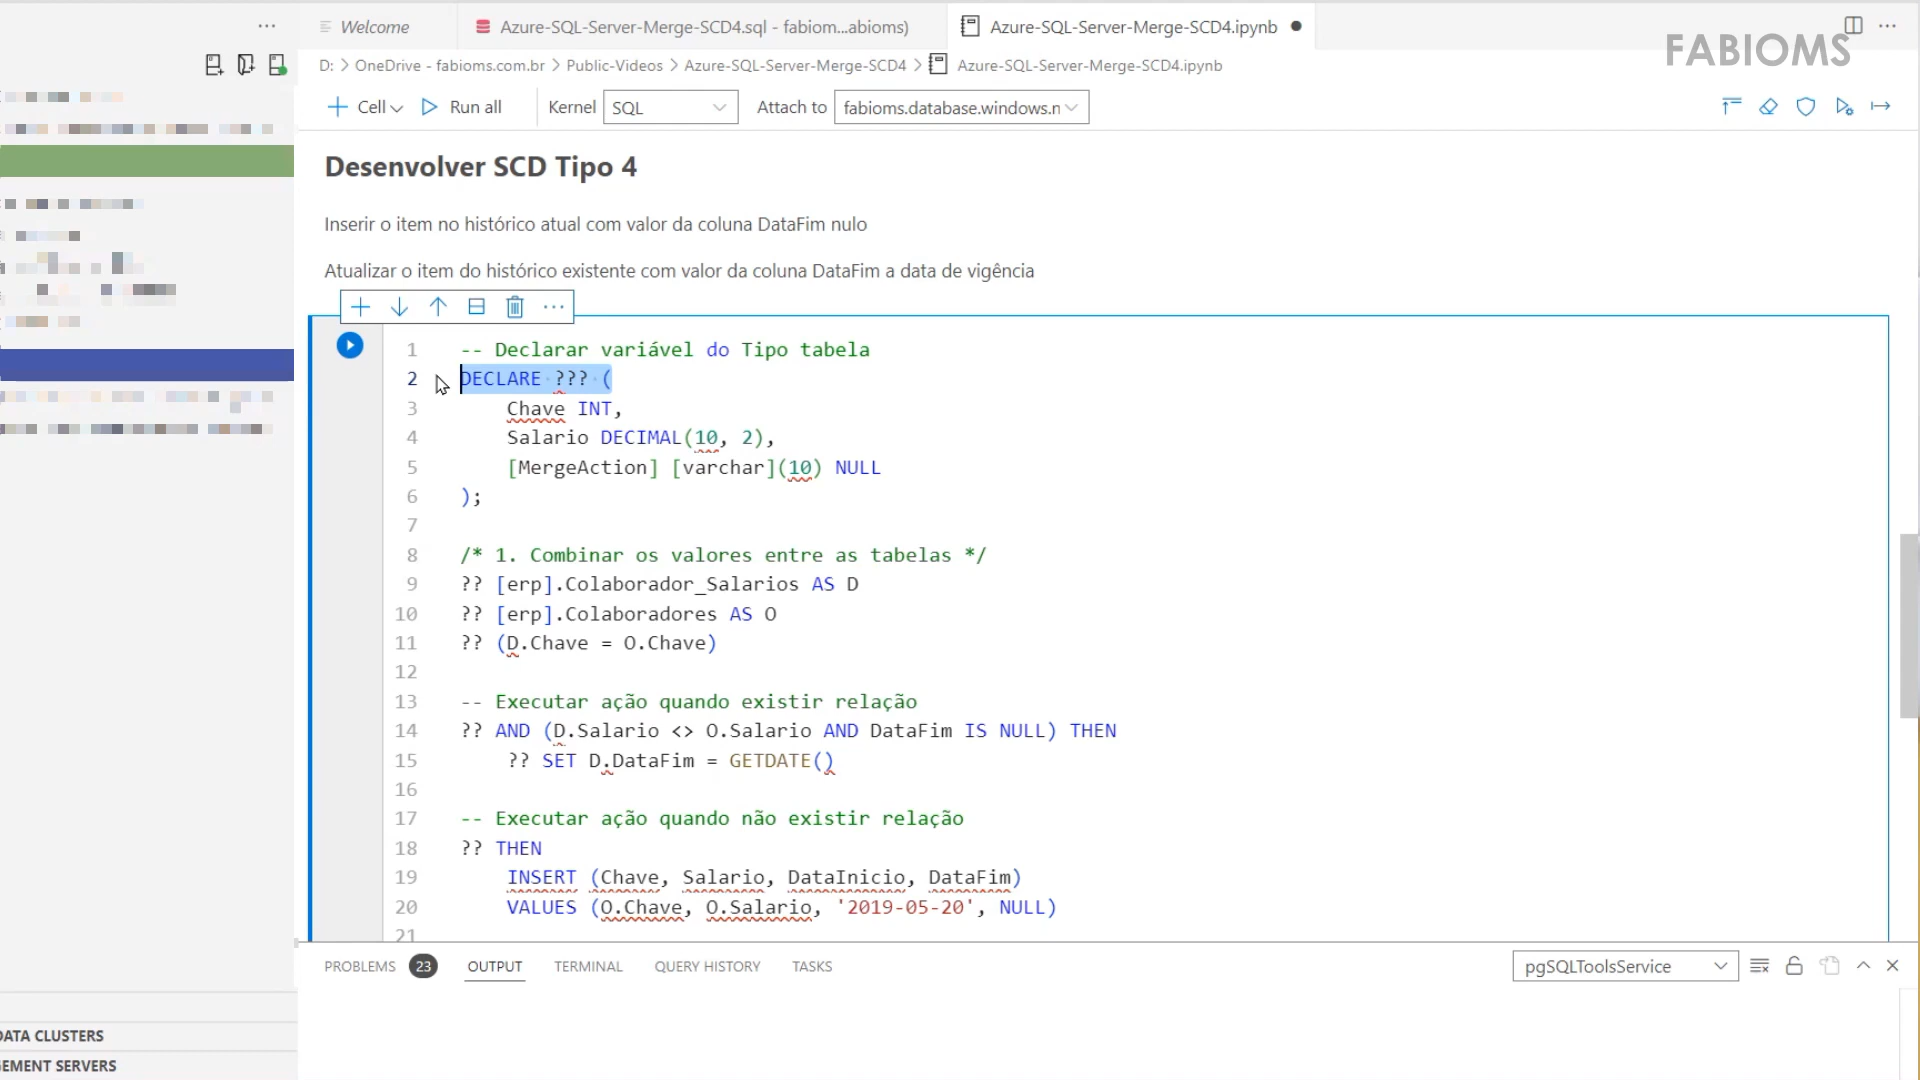 Welcome
Azure-SQL-Server-Merge-SCD4.sql - fabiom...abioms)
Azure-SQL-Server-Merge-SCD4.ipynb
FABIOMS
D: > OneDrive - fabioms.com.br > Public-Videos > Azure-SQL-Server-Merge-SCD4 > Azure-SQL-Server-Merge-SCD4.ipynb
Cell Run all Kernel SQL Attach to fabioms.database.windows.n
Desenvolver SCD Tipo 4
Inserir o item no histórico atual com valor da coluna DataFim nulo
Atualizar o item do histórico existente com valor da coluna DataFim a data de vigência
1 -- Declarar variável do Tipo tabela
2 DECLARE ??? (
3 Chave INT,
4 Salario DECIMAL(10, 2),
5 [MergeAction] [varchar](10) NULL
6 );
7
8 /* 1. Combinar os valores entre as tabelas */
9 ?? [erp].Colaborador_Salarios AS D
10 ?? [erp].Colaboradores AS O
11 ?? (D.Chave = O.Chave)
12
13 -- Executar ação quando existir relação
14 ?? AND (D.Salario <> O.Salario AND DataFim IS NULL) THEN
15 ?? SET D.DataFim = GETDATE()
16
17 -- Executar ação quando não existir relação
18 ?? THEN
19 INSERT (Chave, Salario, DataInicio, DataFim)
20 VALUES (O.Chave, O.Salario, '2019-05-20', NULL)
21
PROBLEMS 23 OUTPUT TERMINAL QUERY HISTORY TASKS
pgSQLToolsService
DATA CLUSTERS
GEMENT SERVERS